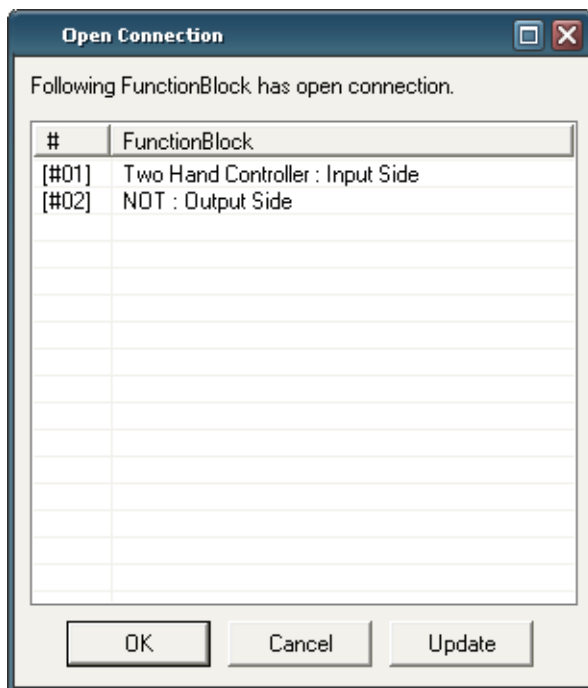 Open Connection
Following FunctionBlock has open connection.
# FunctionBlock
[#01] Two Hand Controller : Input Side
[#02] NOT : Output Side
OK Cancel Update